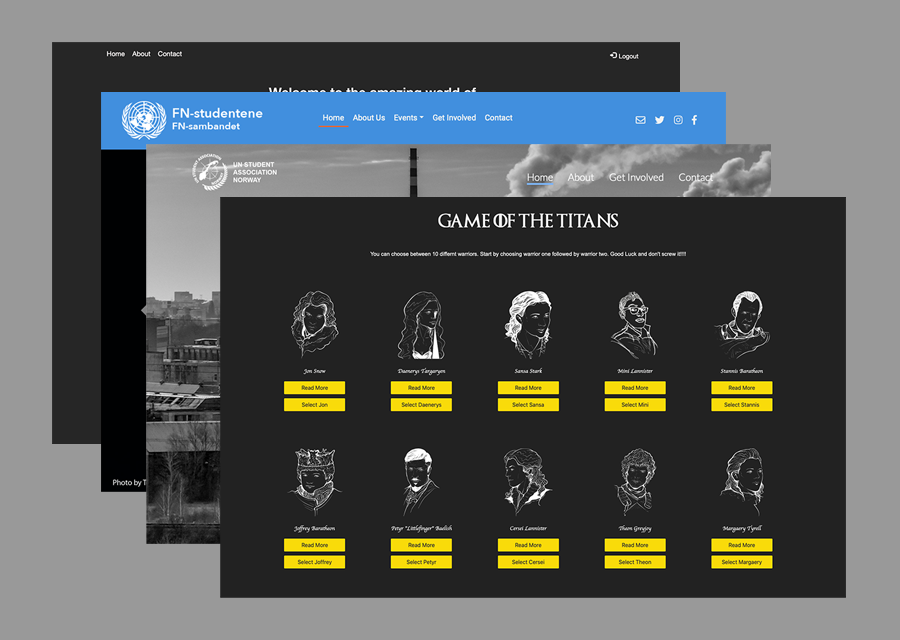 Home About Contact
Logout
Welcome to the amazing world of
FN-studentene
FN-sambandet
Home About Us Events Get Involved Contact
UN STUDENT
ASSOCIATION
NORWAY
Home About Get Involved Contact
Photo by
GAME OF THE TITANS
You can choose between 10 differnt warriors. Start by choosing warrior one followed by warrior two. Good Luck and don't screw it!!!!
Jon Snow Daenerys Targaryen Sansa Stark Mini Lannister Stannis Baratheon
Read More Read More Read More Read More Read More
Select Jon Select Daenerys Select Sansa Select Mini Select Stannis
Joffrey Baratheon Petyr "Littlefinger" Baelish Cersei Lannister Theon Greyjoy Margaery Tyrell
Read More Read More Read More Read More Read More
Select Joffrey Select Petyr Select Cersei Select Theon Select Margaery